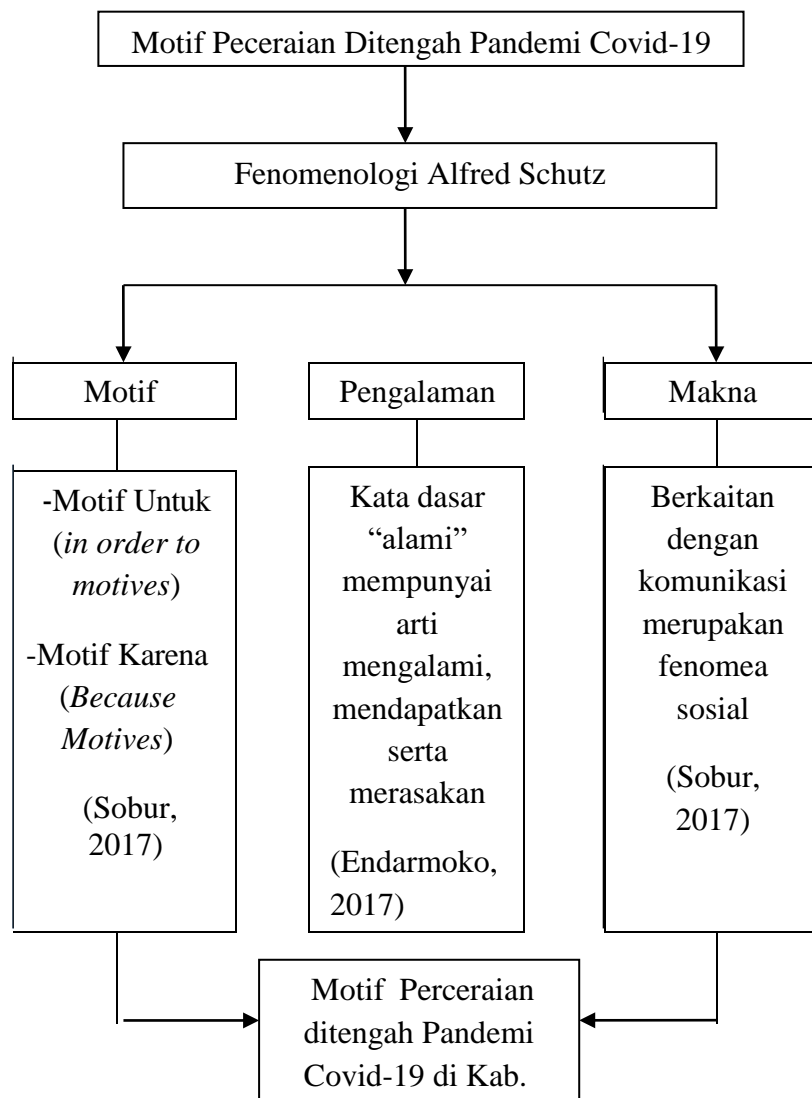 Motif Peceraian Ditengah Pandemi Covid-19
Fenomenologi Alfred Schutz
Motif
-Motif Untuk
(in order to
motives)
-Motif Karena
(Because
Motives)
(Sobur,
2017)
Pengalaman
Kata dasar
“alami”
mempunyai
arti
mengalami,
mendapatkan
serta
merasakan
(Endarmoko,
2017)
Makna
Berkaitan
dengan
komunikasi
merupakan
fenomea
sosial
(Sobur,
2017)
Motif Perceraian
ditengah Pandemi
Covid-19 di Kab.